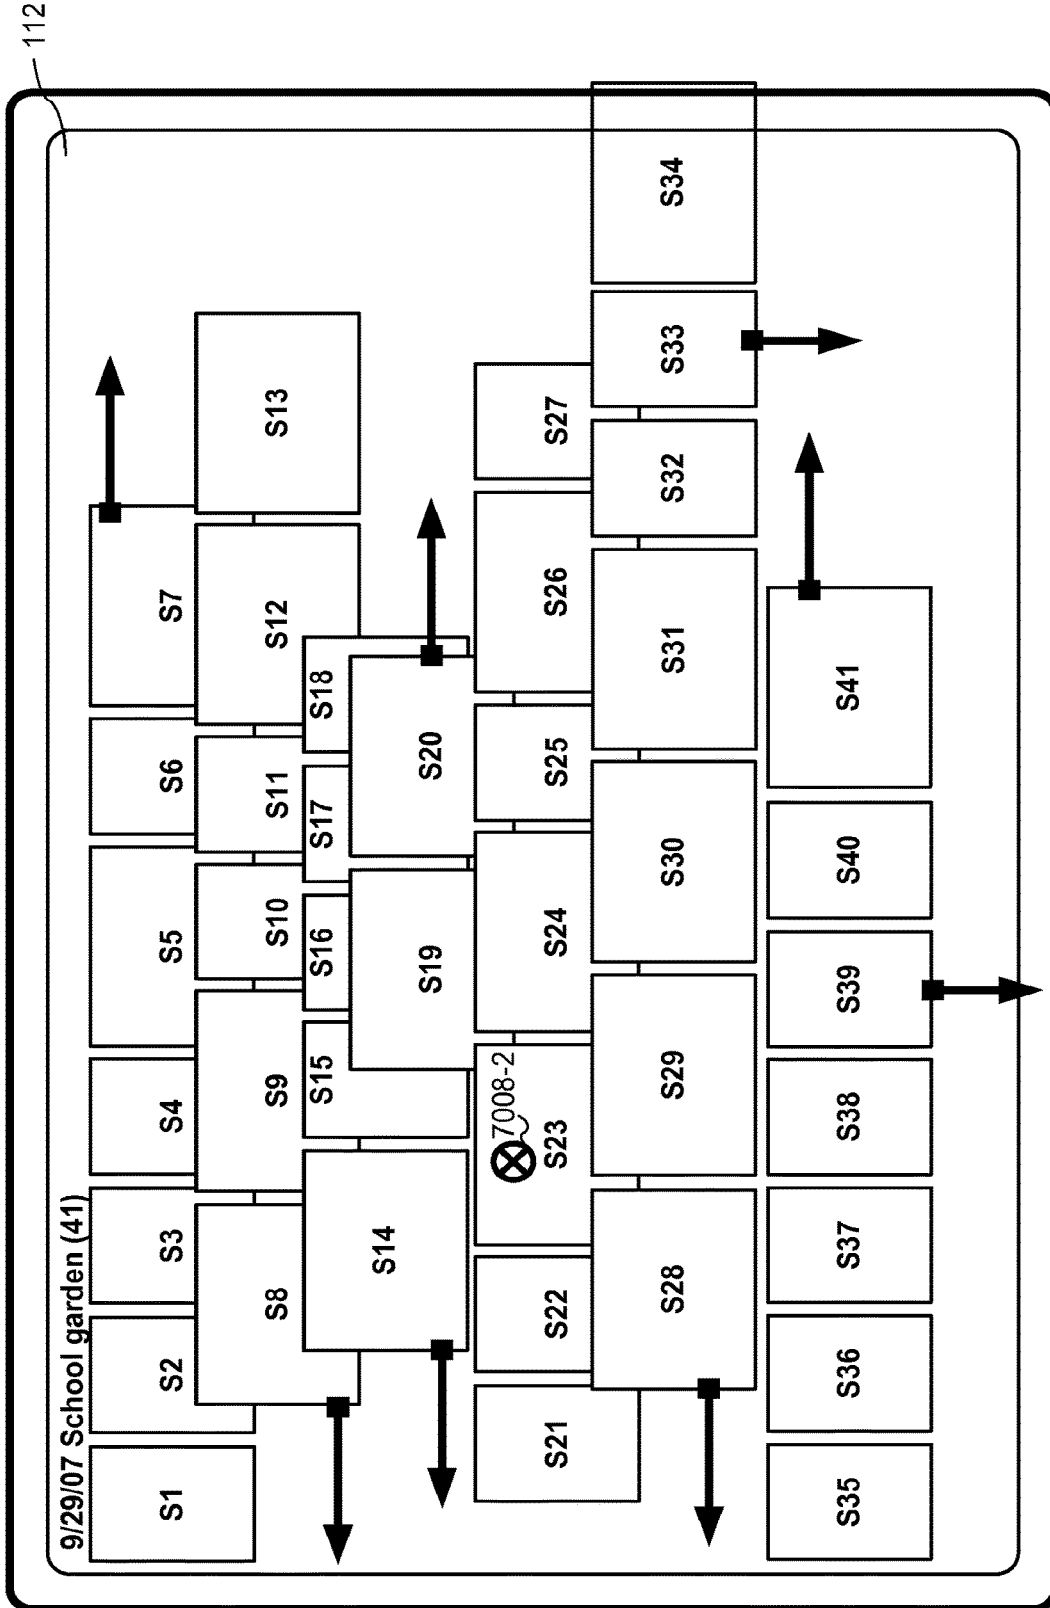 112
9/29/07 School garden (41)
S1
S2
S3
S4
S5
S6
S7
S8
S9
S10
S11
S12
S13
S14
S15
S16
S17
S18
S19
S20
S21
S22
S23
7008-2
S24
S25
S26
S27
S28
S29
S30
S31
S32
S33
S34
S35
S36
S37
S38
S39
S40
S41